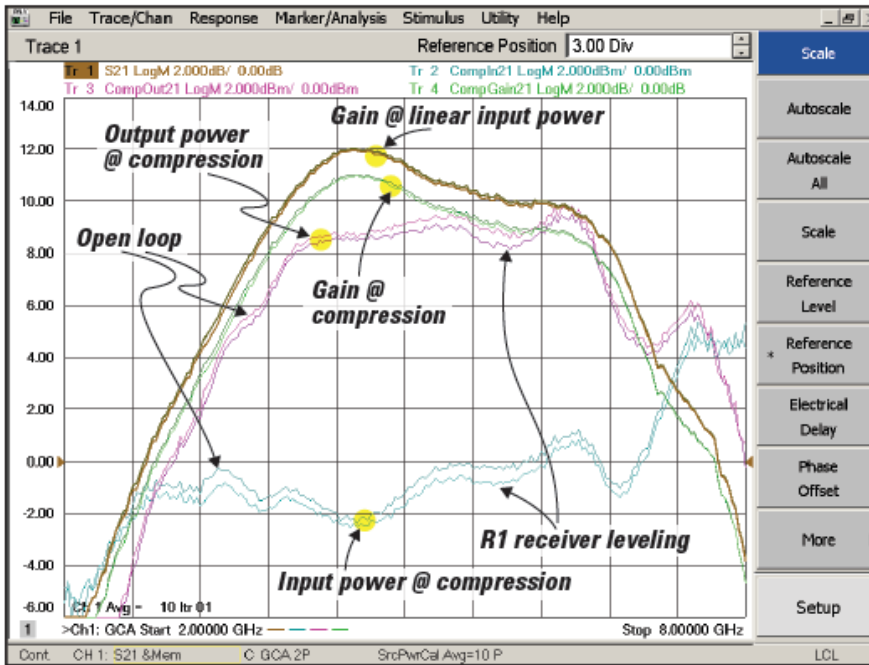 File Trace/Chan Response Marker/Analysis Stimulus Utility Help
Trace 1 Reference Position 3.00 Div
Tr 1 S21 LogM 2.000dB/ 0.00dB Tr 2 CompIn21 LogM 2.000dBm/ 0.00dBm
Tr 3 CompOut21 LogM 2.000dBm/ 0.00dBm Tr 4 CompGain21 LogM 2.000dB/ 0.00dB
14.00
12.00
10.00
8.00
6.00
4.00
2.00
0.00
-2.00
-4.00
-6.00
Gain @ linear input power
Output power
@ compression
Open loop
Gain @
compression
R1 receiver leveling
Input power @ compression
Ch 1 Avg = 10 Itr 01
1 >Ch1: GCA Start 2.00000 GHz Stop 8.00000 GHz
Cont. CH 1: S21 &Mem C GCA 2P SrcPwrCal Avg=10 P LCL
Scale
Autoscale
Autoscale
All
Scale
Reference
Level
* Reference
Position
Electrical
Delay
Phase
Offset
More
Setup